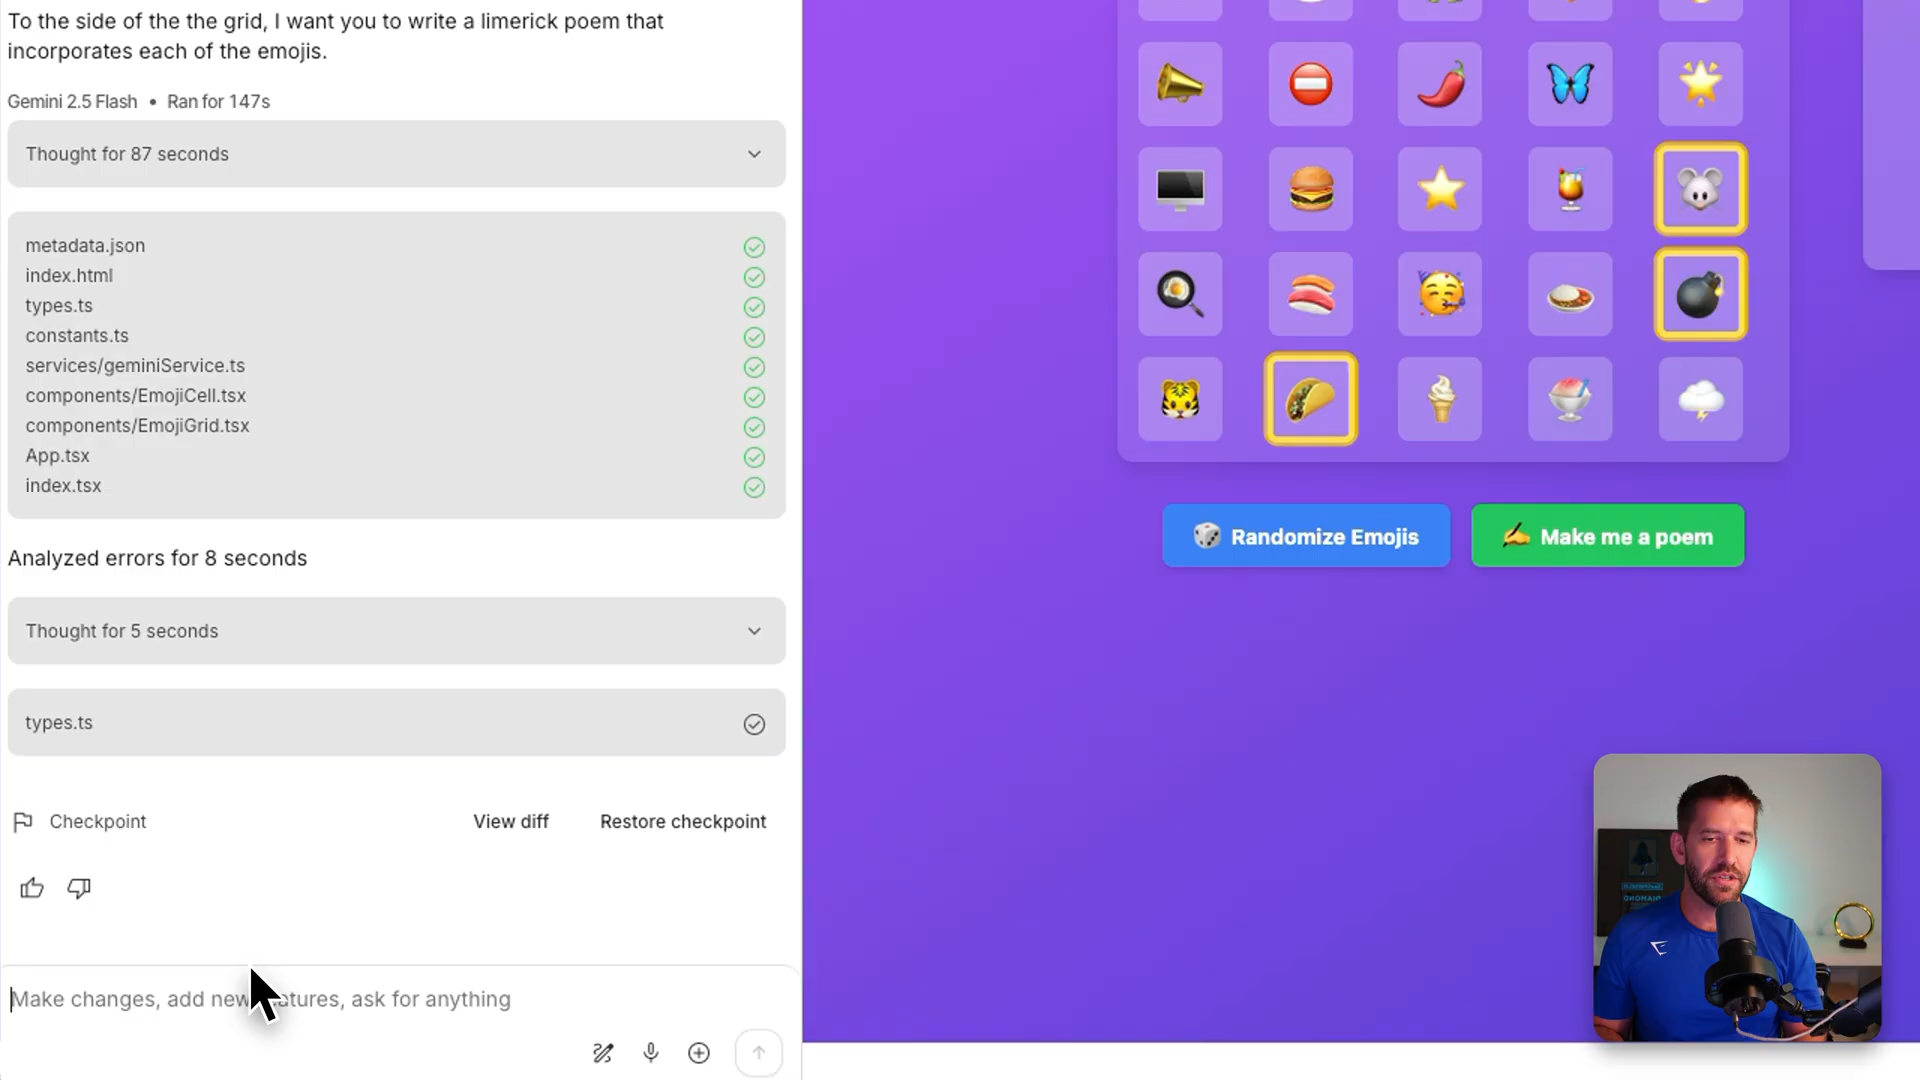 To the side of the the grid, I want you to write a limerick poem that
incorporates each of the emojis.
Gemini 2.5 Flash • Ran for 147s
Thought for 87 seconds
metadata.json
index.html
types.ts
constants.ts
services/geminiService.ts
components/EmojiCell.tsx
components/EmojiGrid.tsx
App.tsx
index.tsx
Analyzed errors for 8 seconds
Thought for 5 seconds
types.ts
Checkpoint
View diff
Restore checkpoint
Make changes, add new atures, ask for anything
Randomize Emojis
Make me a poem